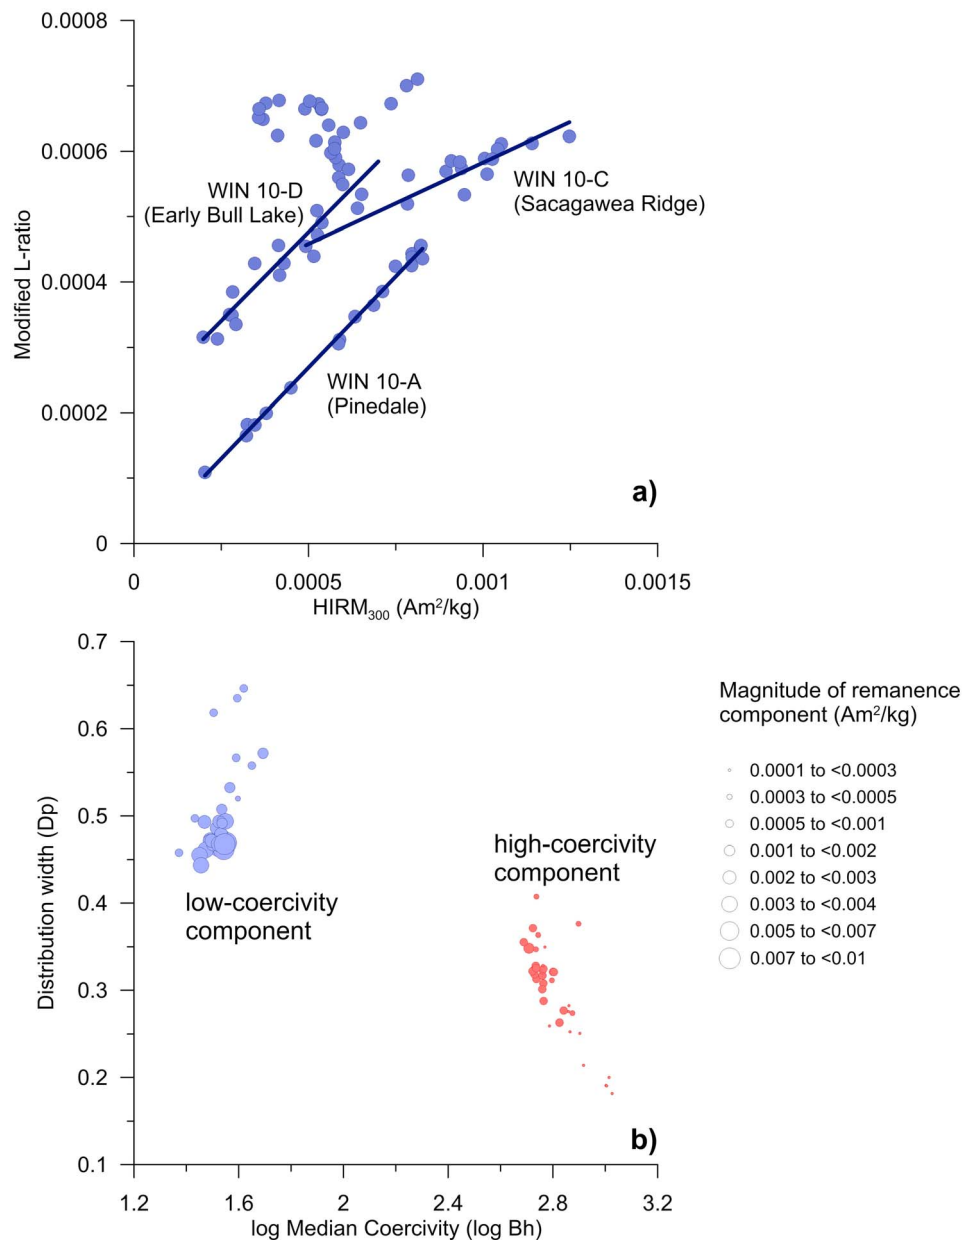 0.0008
0.0006
0.0004
0.0002
0
Modified L-ratio
WIN 10-D
(Early Bull Lake)
WIN 10-C
(Sacagawea Ridge)
WIN 10-A
(Pinedale)
a)
0 0.0005 0.001 0.0015
HIRM₃₀₀ (Am²/kg)
0.7
0.6
0.5
0.4
0.3
0.2
0.1
Distribution width (Dp)
low-coercivity
component
high-coercivity
component
b)
1.2 1.6 2 2.4 2.8 3.2
log Median Coercivity (log Bh)
Magnitude of remanence
component (Am²/kg)
0.0001 to <0.0003
0.0003 to <0.0005
0.0005 to <0.001
0.001 to <0.002
0.002 to <0.003
0.003 to <0.004
0.005 to <0.007
0.007 to <0.01